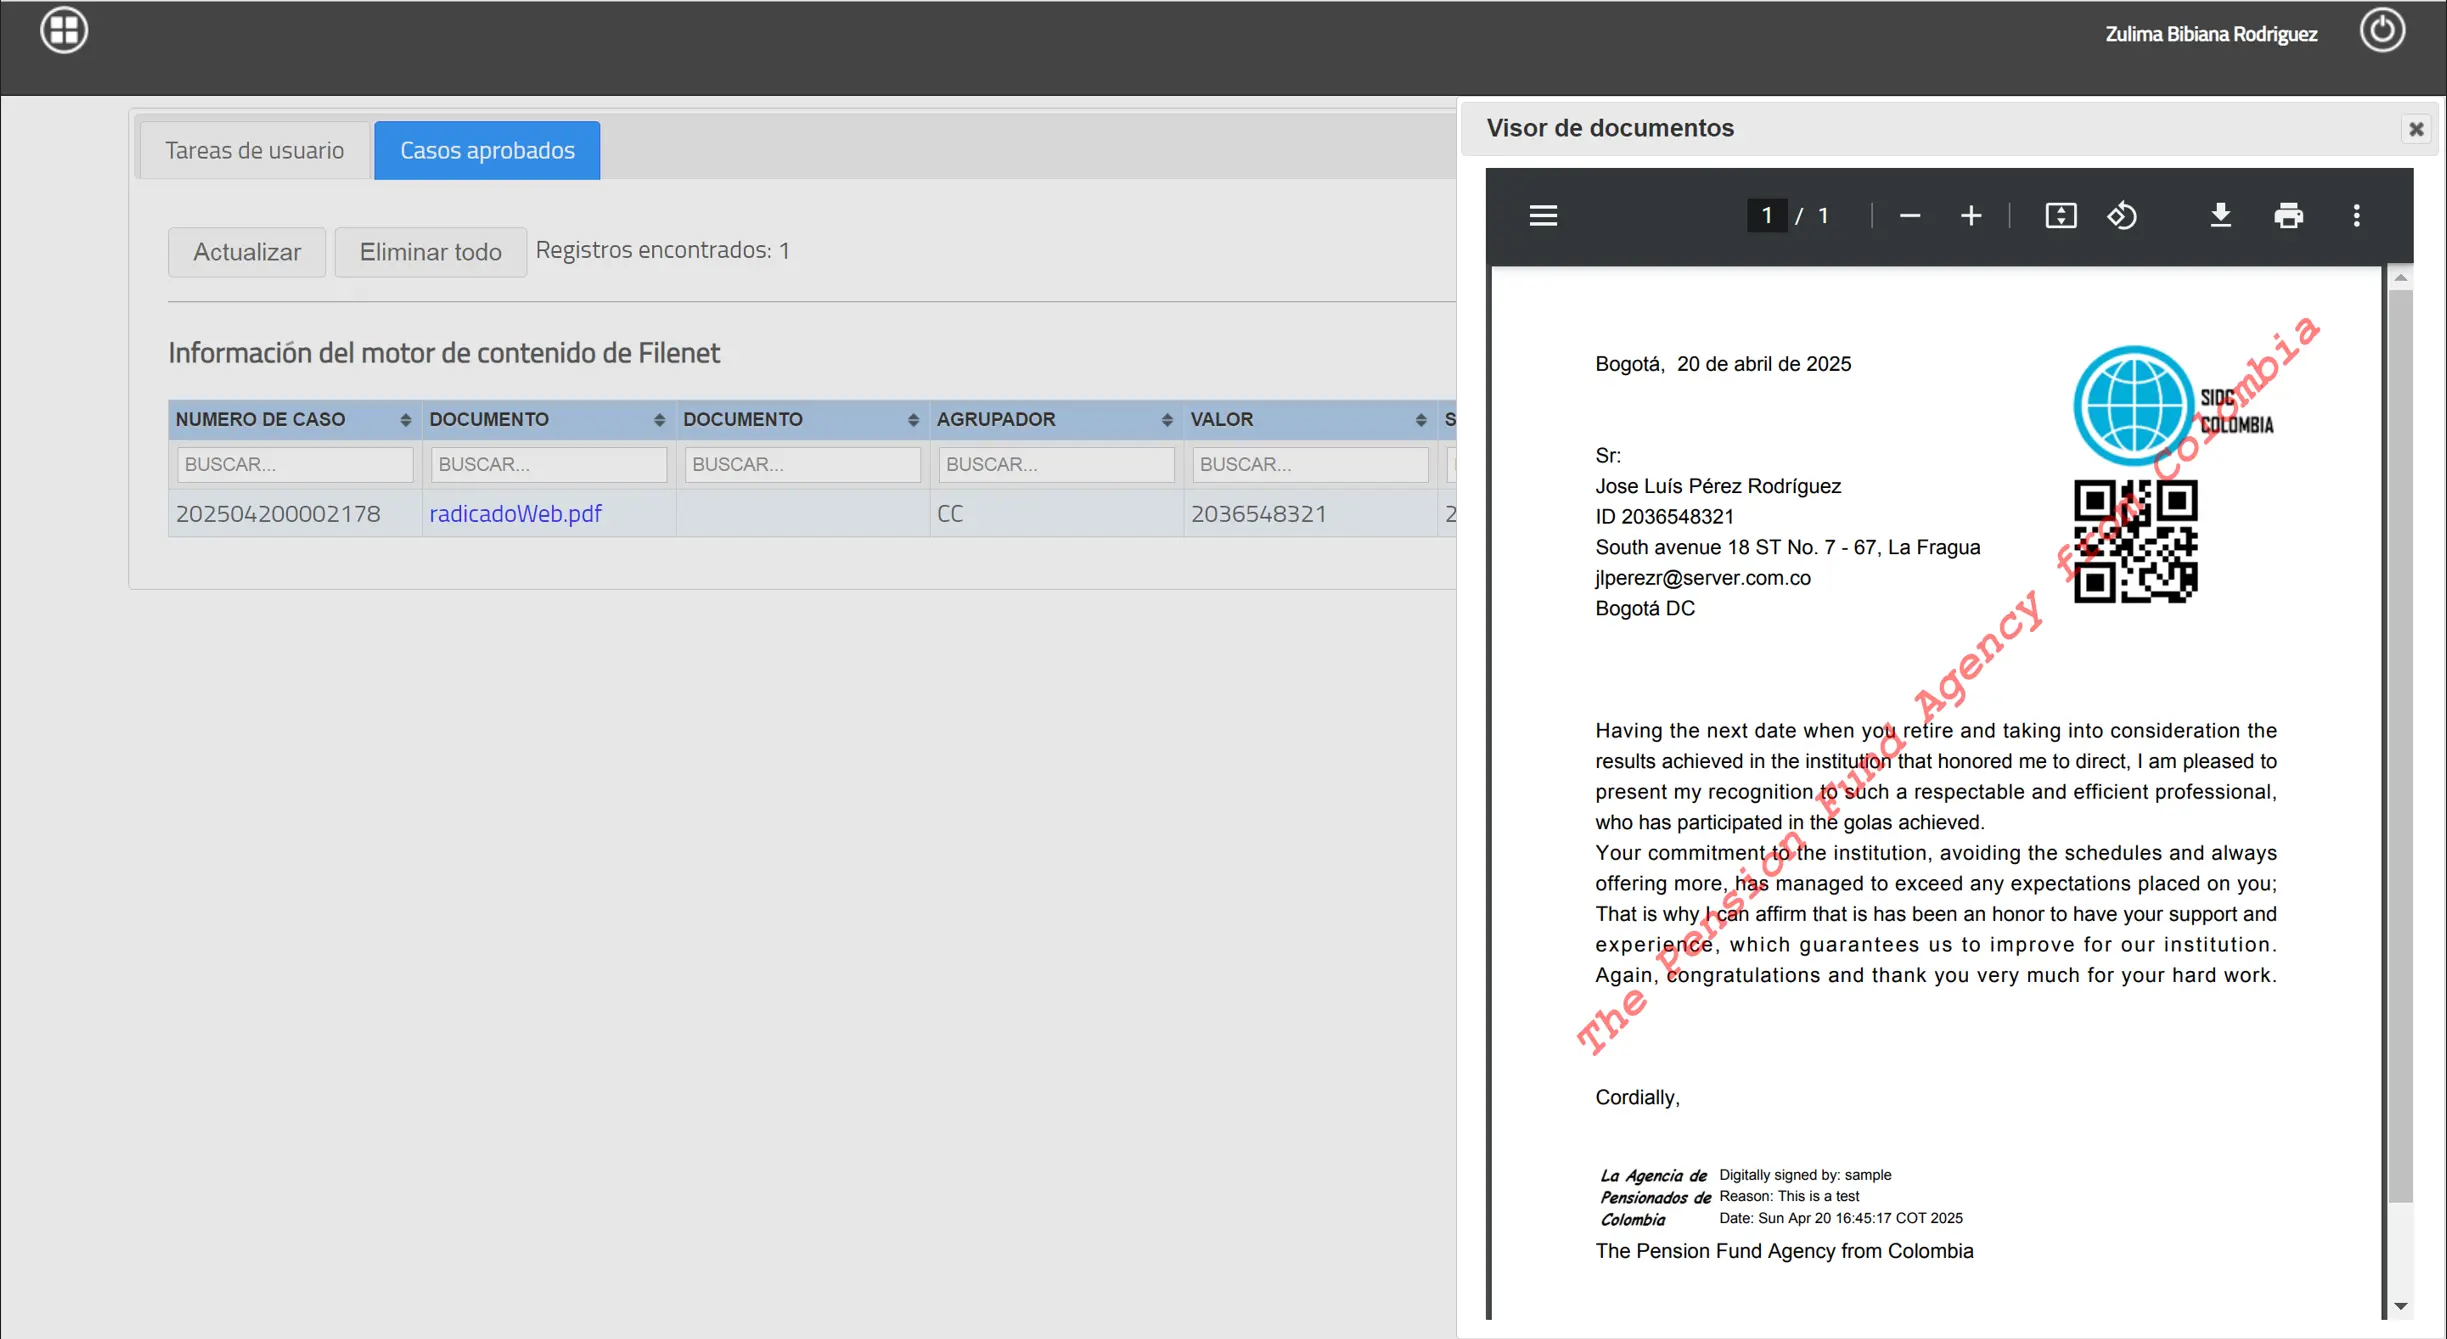 Zulima Bibiana Rodriguez
Tareas de usuario
Casos aprobados
Actualizar
Eliminar todo
Registros encontrados: 1
Información del motor de contenido de Filenet
NUMERO DE CASO
DOCUMENTO
DOCUMENTO
AGRUPADOR
VALOR
S
BUSCAR...
BUSCAR...
BUSCAR...
BUSCAR...
BUSCAR...
202504200002178
radicadoWeb.pdf
CC
2036548321
2
Visor de documentos
1 / 1
Bogotá, 20 de abril de 2025
SIDC
COLOMBIA
Sr:
Jose Luís Pérez Rodríguez
ID 2036548321
South avenue 18 ST No. 7 - 67, La Fragua
jlperezr@server.com.co
Bogotá DC
The Pension Fund Agency from Colombia
Having the next date when you retire and taking into consideration the
results achieved in the institution that honored me to direct, I am pleased to
present my recognition to such a respectable and efficient professional,
who has participated in the golas achieved.
Your commitment to the institution, avoiding the schedules and always
offering more, has managed to exceed any expectations placed on you;
That is why I can affirm that is has been an honor to have your support and
experience, which guarantees us to improve for our institution.
Again, congratulations and thank you very much for your hard work.
Cordially,
La Agencia de
Pensionados de
Colombia
Digitally signed by: sample
Reason: This is a test
Date: Sun Apr 20 16:45:17 COT 2025
The Pension Fund Agency from Colombia